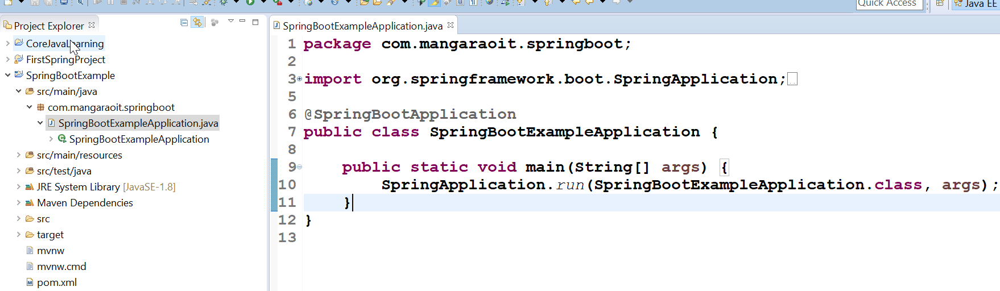 Quick Access
Java EE
Project Explorer
SpringBootExampleApplication.java
CoreJavaLearning
FirstSpringProject
SpringBootExample
src/main/java
com.mangaraoit.springboot
SpringBootExampleApplication.java
SpringBootExampleApplication
src/main/resources
src/test/java
JRE System Library [JavaSE-1.8]
Maven Dependencies
src
target
mvnw
mvnw.cmd
pom.xml
1 package com.mangaraoit.springboot;
2
3 import org.springframework.boot.SpringApplication;
5
6 @SpringBootApplication
7 public class SpringBootExampleApplication {
8
9 public static void main(String[] args) {
10 SpringApplication.run(SpringBootExampleApplication.class, args);
11 }
12 }
13